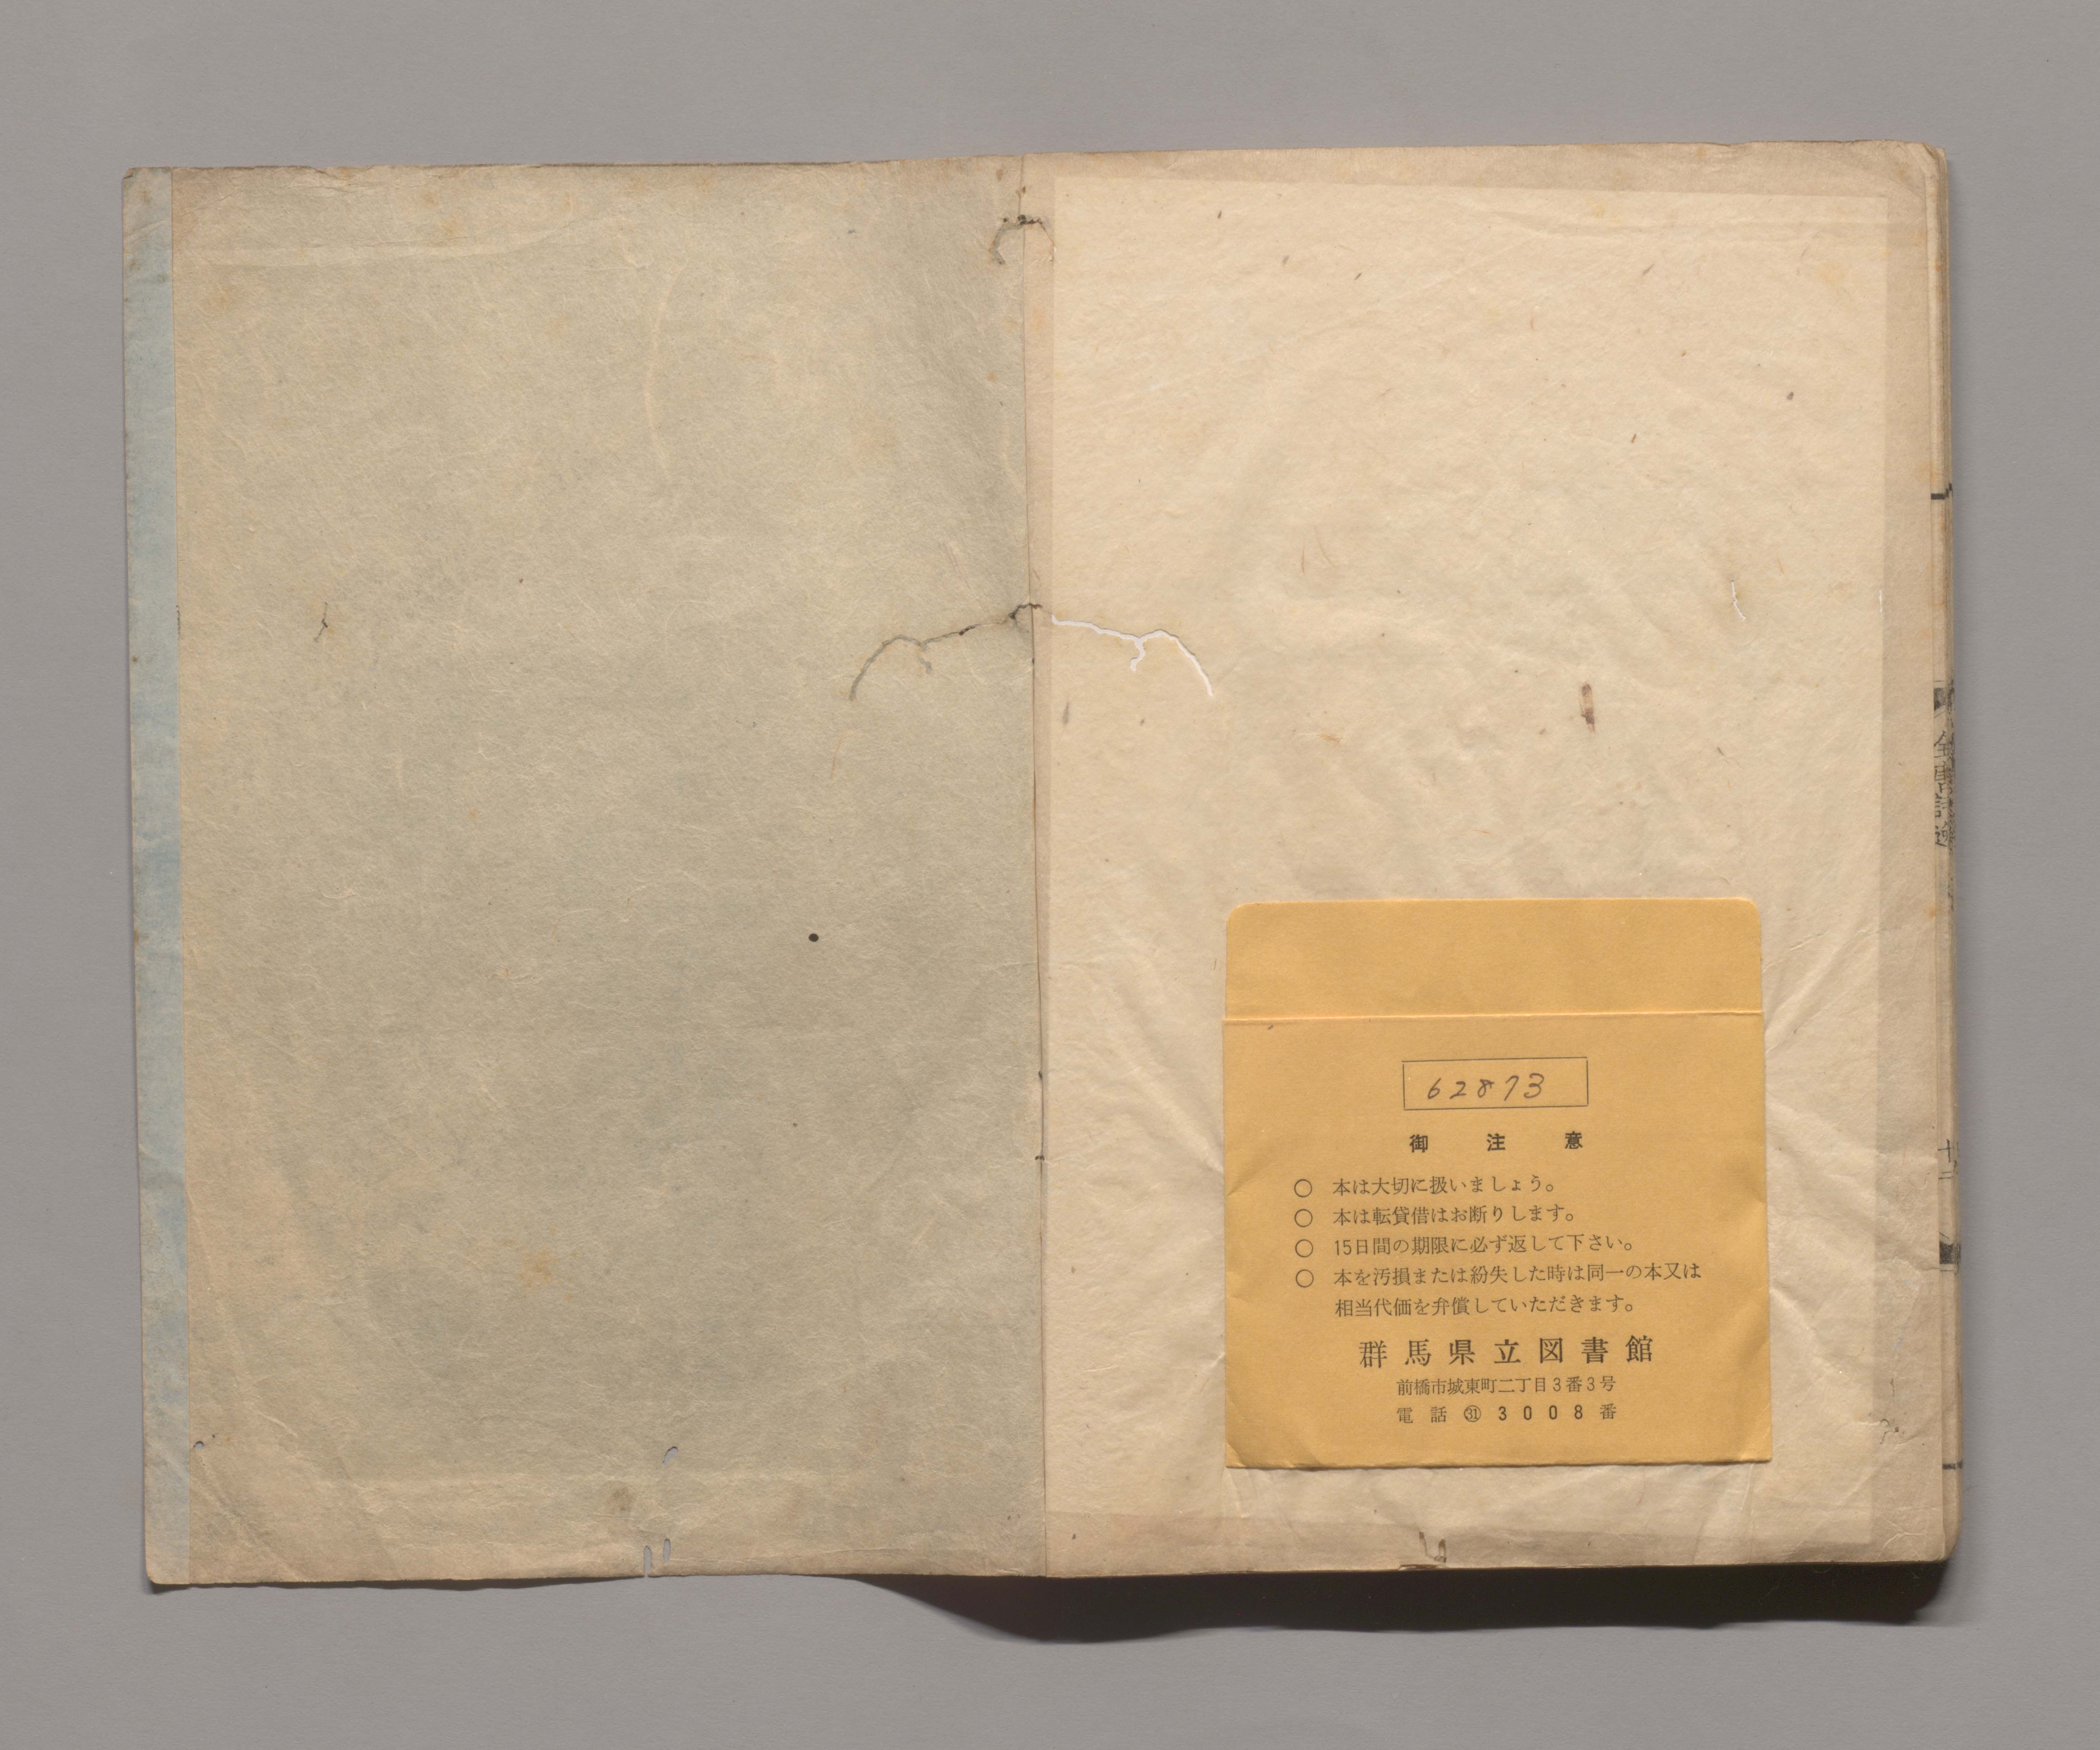 62873
御注意
○ 本は大切に扱いましょう。
○ 本は転貸借はお断りします。
○ 15日間の期限に必ず返して下さい。
○ 本を汚損または紛失した時は同一の本又は
相当代価を弁償していただきます。
群馬県立図書館
前橋市城東町二丁目3番3号
電話㉛3008番